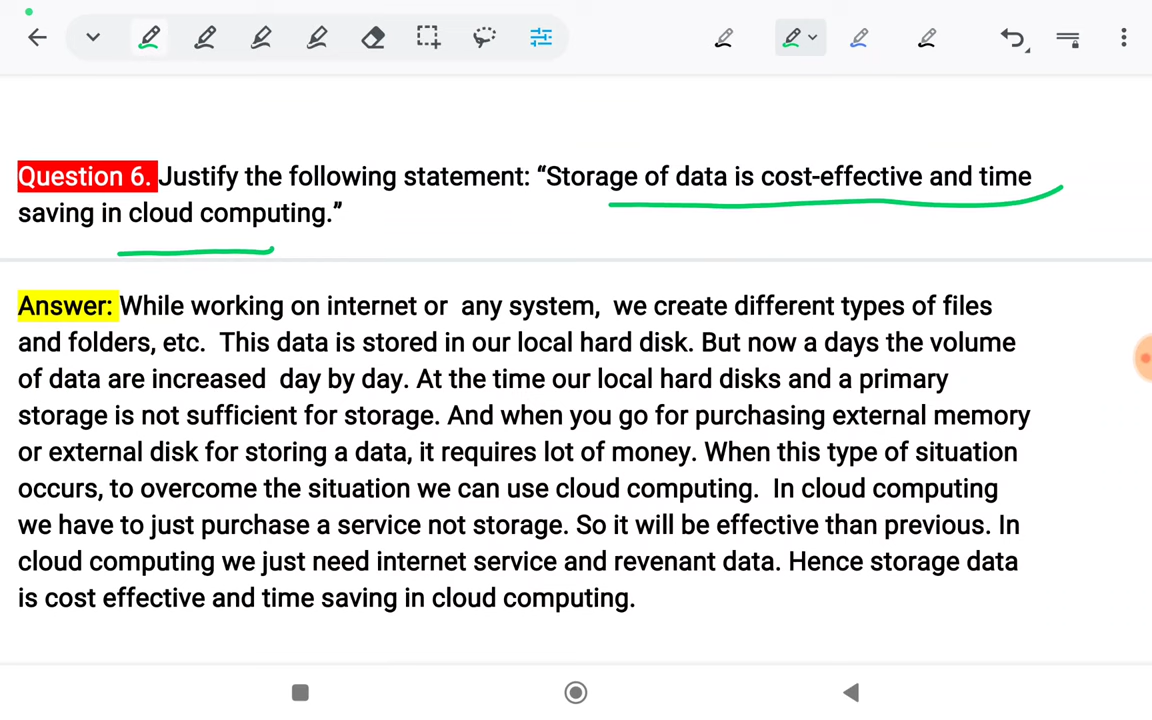 Question 6. Justify the following statement: “Storage of data is cost-effective and time
saving in cloud computing.”
Answer: While working on internet or any system, we create different types of files
and folders, etc. This data is stored in our local hard disk. But now a days the volume
of data are increased day by day. At the time our local hard disks and a primary
storage is not sufficient for storage. And when you go for purchasing external memory
or external disk for storing a data, it requires lot of money. When this type of situation
occurs, to overcome the situation we can use cloud computing. In cloud computing
we have to just purchase a service not storage. So it will be effective than previous. In
cloud computing we just need internet service and revenant data. Hence storage data
is cost effective and time saving in cloud computing.